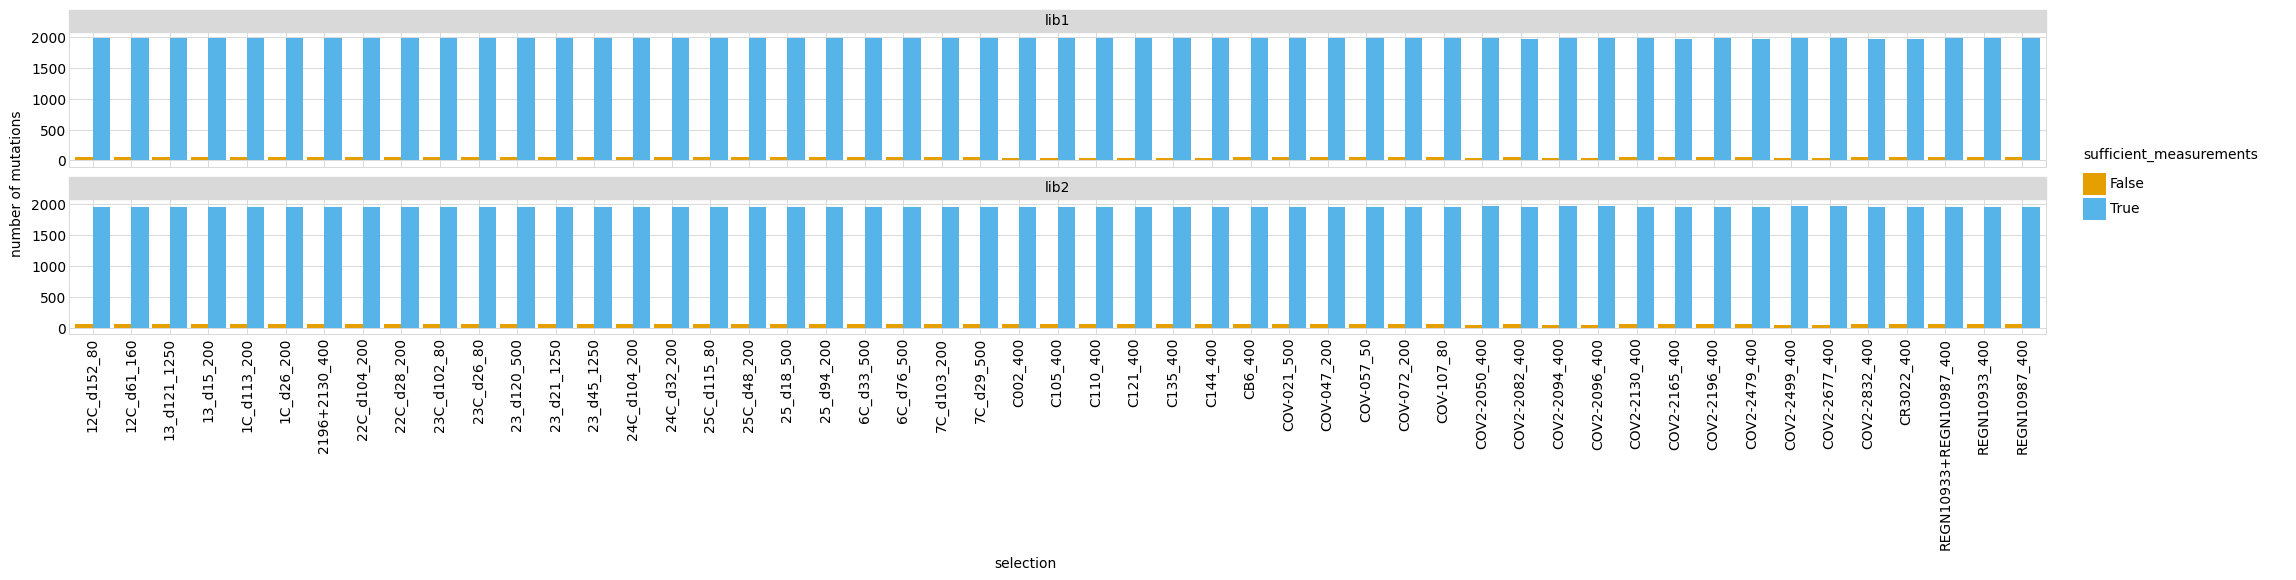 lib1
2000
1500
1000
500
0
number of mutations
lib2
2000
1500
1000
500
0
12C_d152_80
12C_d61_160
13_d121_1250
13_d15_200
1C_d113_200
1C_d26_200
2196+2130_400
22C_d104_200
22C_d28_200
23C_d102_80
23C_d26_80
23_d120_500
23_d21_1250
23_d45_1250
24C_d104_200
24C_d32_200
25C_d115_80
25C_d48_200
25_d18_500
25_d94_200
6C_d33_500
6C_d76_500
7C_d103_200
7C_d29_500
C002_400
C105_400
C110_400
C121_400
C135_400
C144_400
CB6_400
COV-021_500
COV-047_200
COV-057_50
COV-072_200
COV-107_80
COV2-2050_400
COV2-2082_400
COV2-2094_400
COV2-2096_400
COV2-2130_400
COV2-2165_400
COV2-2196_400
COV2-2479_400
COV2-2499_400
COV2-2677_400
COV2-2832_400
CR3022_400
REGN10933+REGN10987_400
REGN10933_400
REGN10987_400
selection
sufficient_measurements
False
True